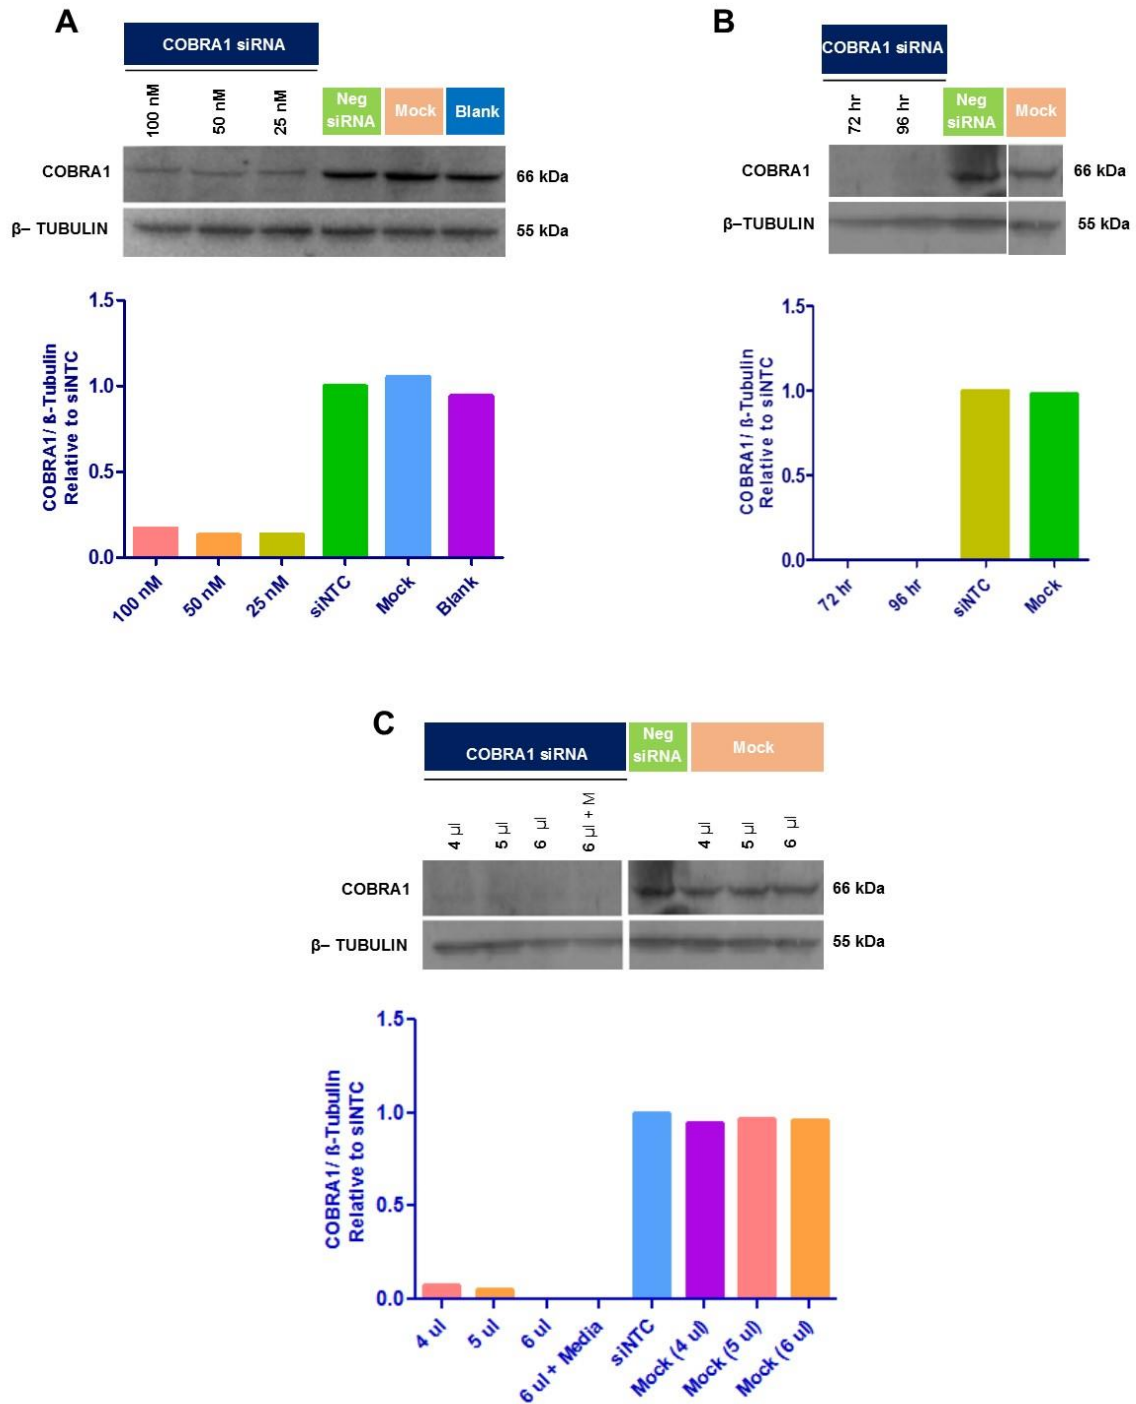 A
COBRA1 siRNA
100 nM
50 nM
25 nM
Neg
siRNA
Mock
Blank
COBRA1
66 kDa
β– TUBULIN
55 kDa
COBRA1/ ß-Tubulin
Relative to siNTC
1.5
1.0
0.5
0.0
100 nM
50 nM
25 nM
siNTC
Mock
Blank
B
COBRA1 siRNA
72 hr
96 hr
Neg
siRNA
Mock
COBRA1
66 kDa
β–TUBULIN
55 kDa
COBRA1/ ß-Tubulin
Relative to siNTC
1.5
1.0
0.5
0.0
72 hr
96 hr
siNTC
Mock
C
COBRA1 siRNA
Neg
siRNA
Mock
4 µl
5 µl
6 µl
6 µl + M
4 µl
5 µl
6 µl
COBRA1
66 kDa
β– TUBULIN
55 kDa
COBRA1/ ß-Tubulin
Relative to siNTC
1.5
1.0
0.5
0.0
4 ul
5 ul
6 ul
6 ul + Media
siNTC
Mock (4 ul)
Mock (5 ul)
Mock (6 ul)